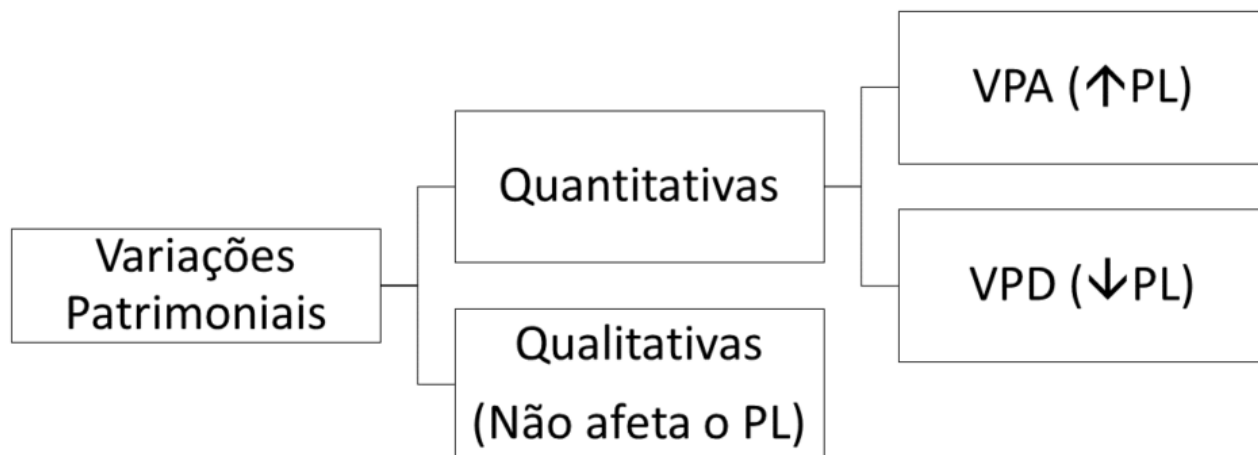 Variações
Patrimoniais
Quantitativas
Qualitativas
(Não afeta o PL)
VPA (↑PL)
VPD (↓PL)